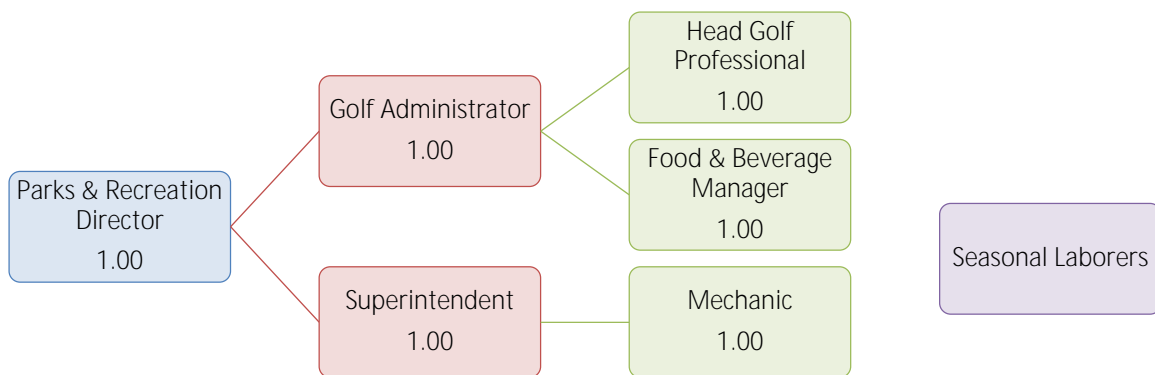 Parks & Recreation
Director
1.00
Golf Administrator
1.00
Superintendent
1.00
Head Golf
Professional
1.00
Food & Beverage
Manager
1.00
Mechanic
1.00
Seasonal Laborers